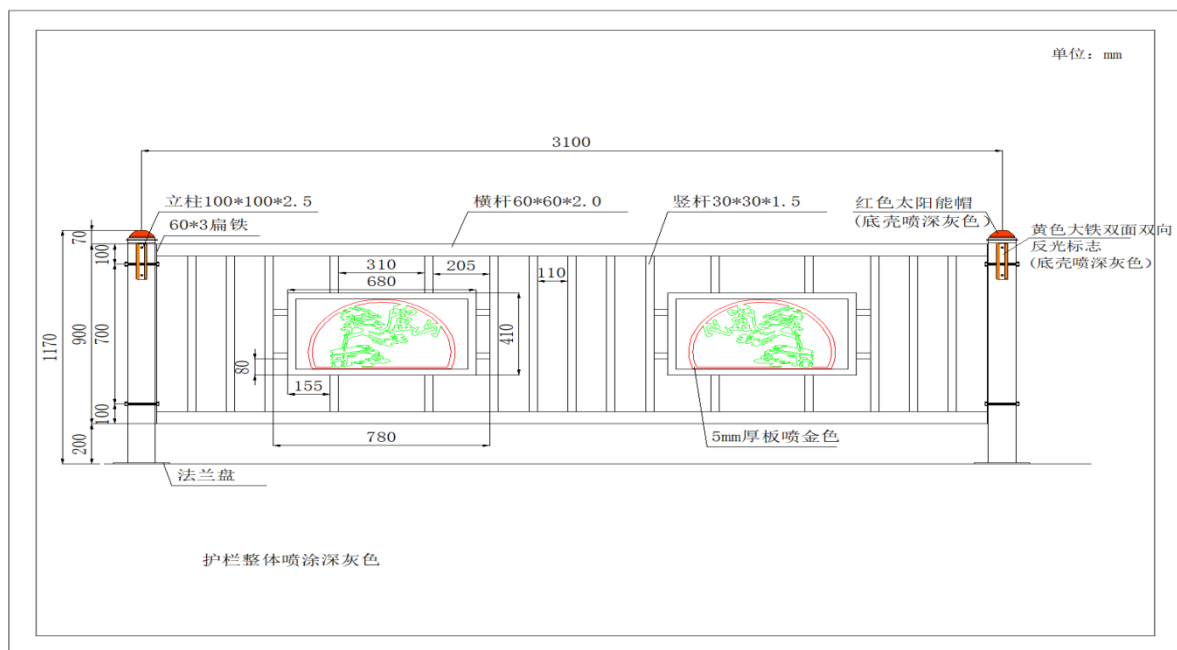 单位：mm
3100
立柱100*100*2.5
横杆60*60*2.0
竖杆30*30*1.5
红色太阳能帽
(底壳喷深灰色)
60*3扁铁
黄色大铁双面双向
反光标志
(底壳喷深灰色)
70
100
310
205
110
680
1170
900
700
410
80
155
100
780
5mm厚板喷金色
200
法兰盘
护栏整体喷涂深灰色